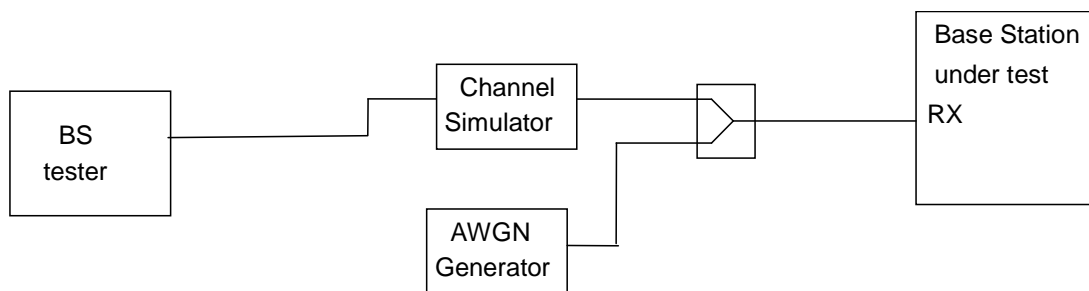 BS
tester
Channel
Simulator
AWGN
Generator
Base Station
under test
RX